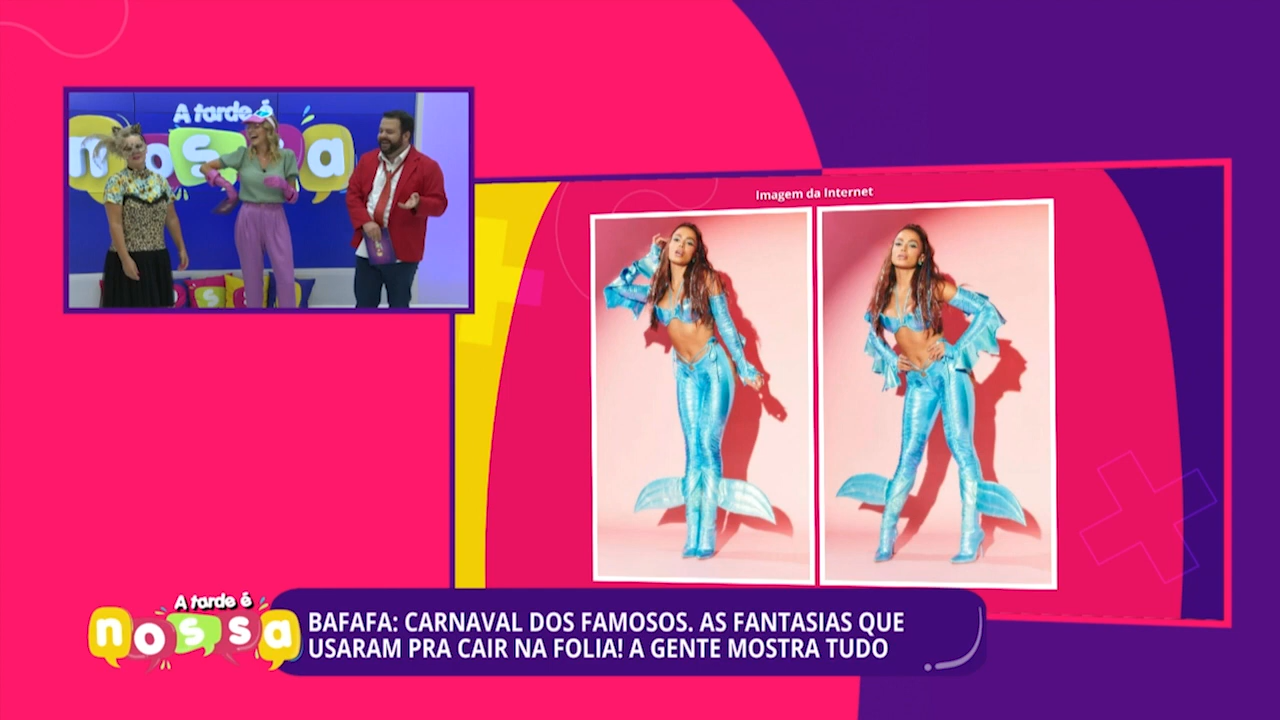 A tarde é
nossa
Imagem da Internet
A tarde é
nossa
BAFAFA: CARNAVAL DOS FAMOSOS. AS FANTASIAS QUE
USARAM PRA CAIR NA FOLIA! A GENTE MOSTRA TUDO